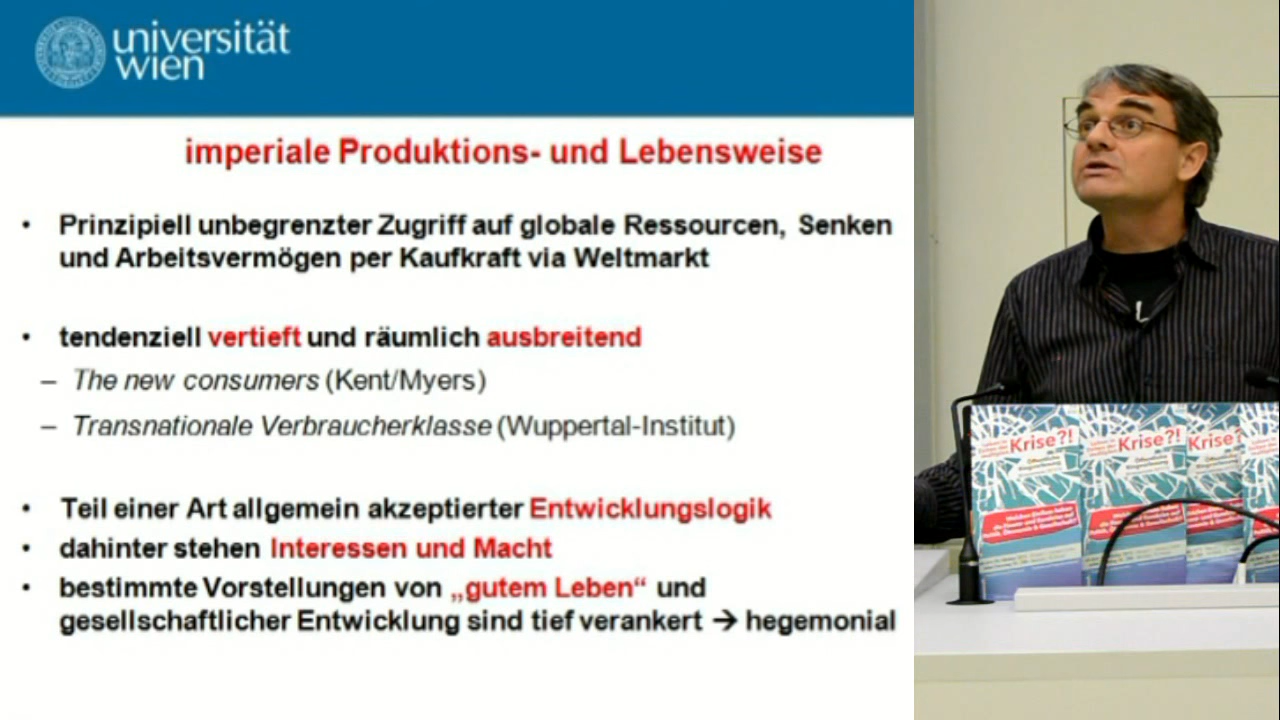 universität
wien
imperiale Produktions- und Lebensweise
• Prinzipiell unbegrenzter Zugriff auf globale Ressourcen, Senken
und Arbeitsvermögen per Kaufkraft via Weltmarkt
• tendenziell vertieft und räumlich ausbreitend
– The new consumers (Kent/Myers)
– Transnationale Verbraucherklasse (Wuppertal-Institut)
• Teil einer Art allgemein akzeptierter Entwicklungslogik
• dahinter stehen Interessen und Macht
• bestimmte Vorstellungen von „gutem Leben“ und
gesellschaftlicher Entwicklung sind tief verankert → hegemonial
Krise?!
Krise?!
Krise?